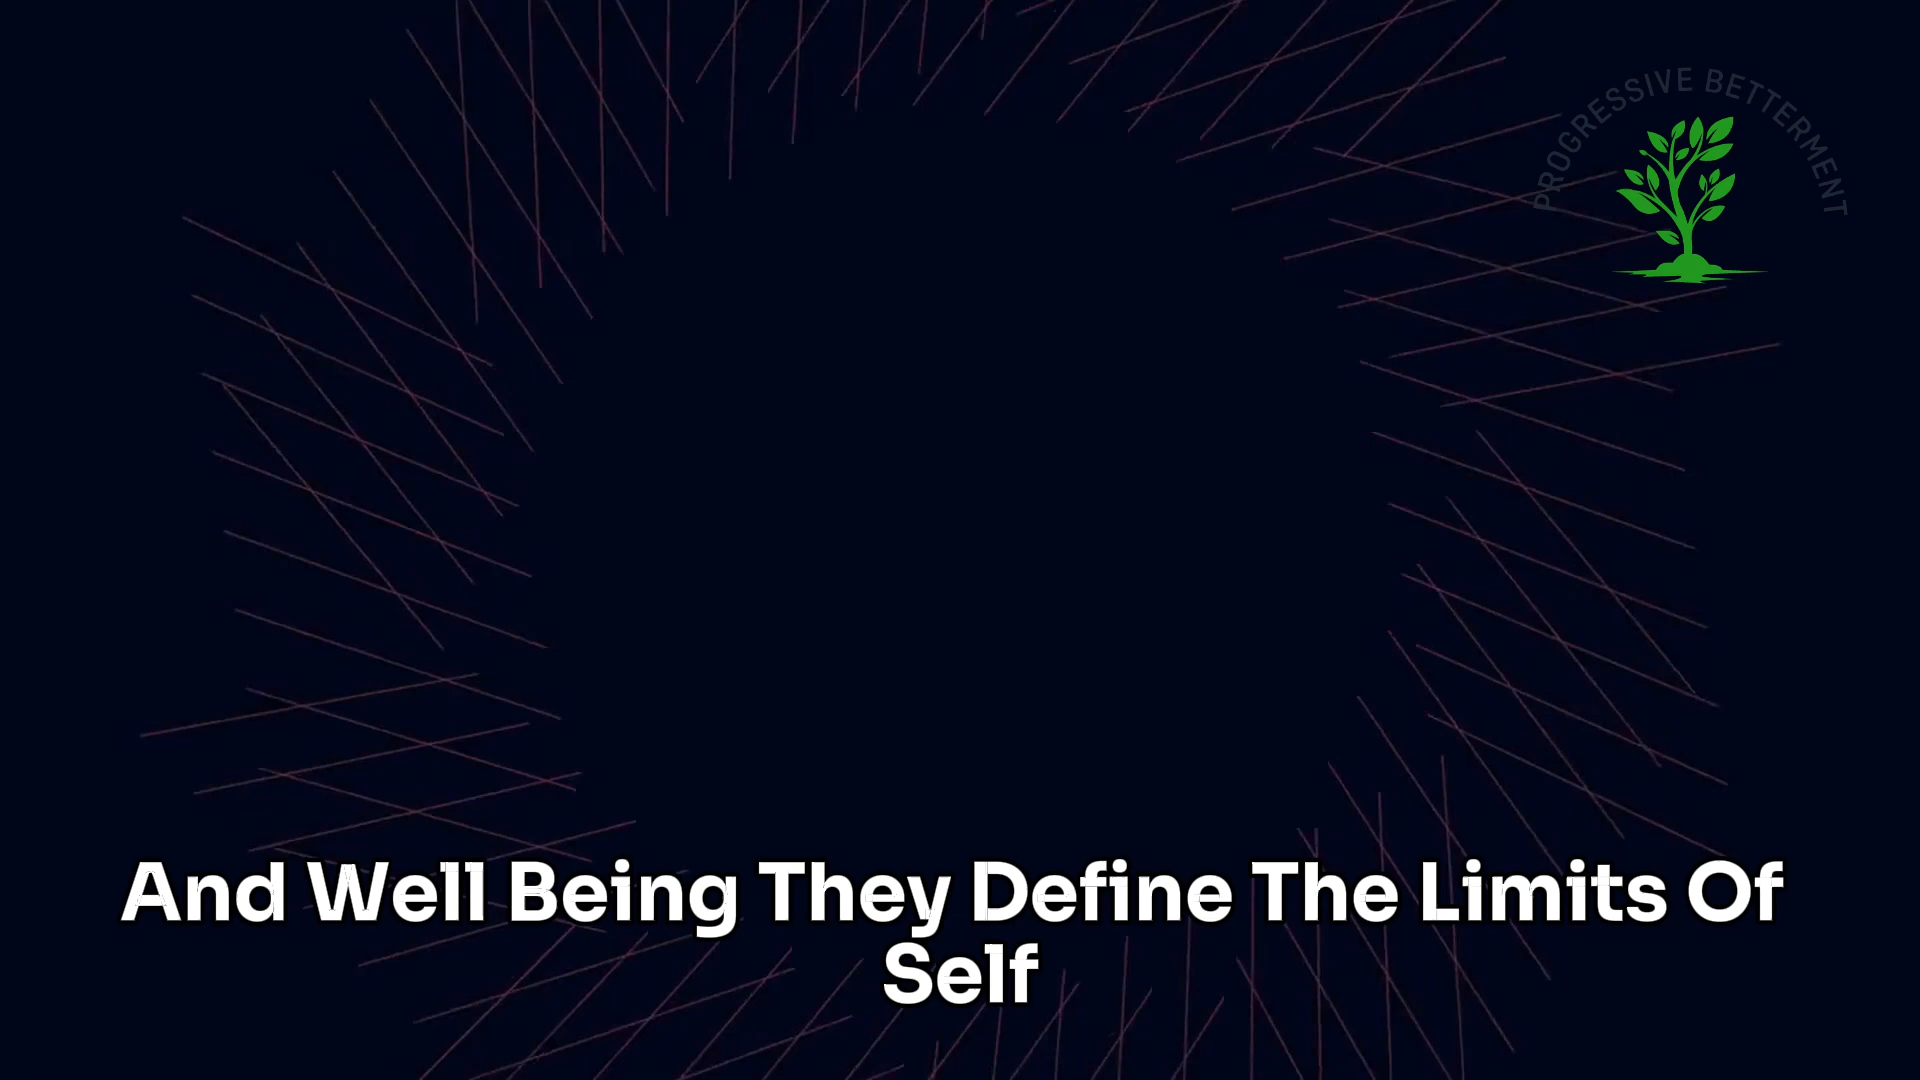 PROGRESSIVE BETTERMENT
And Well Being They Define The Limits Of
Self